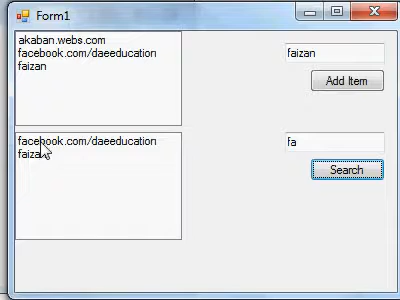 Form1
akaban.webs.com
facebook.com/daeeducation
faizan
faizan
Add Item
facebook.com/daeeducation
fa
Search